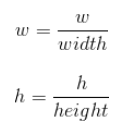 w = w / width
h = h / height